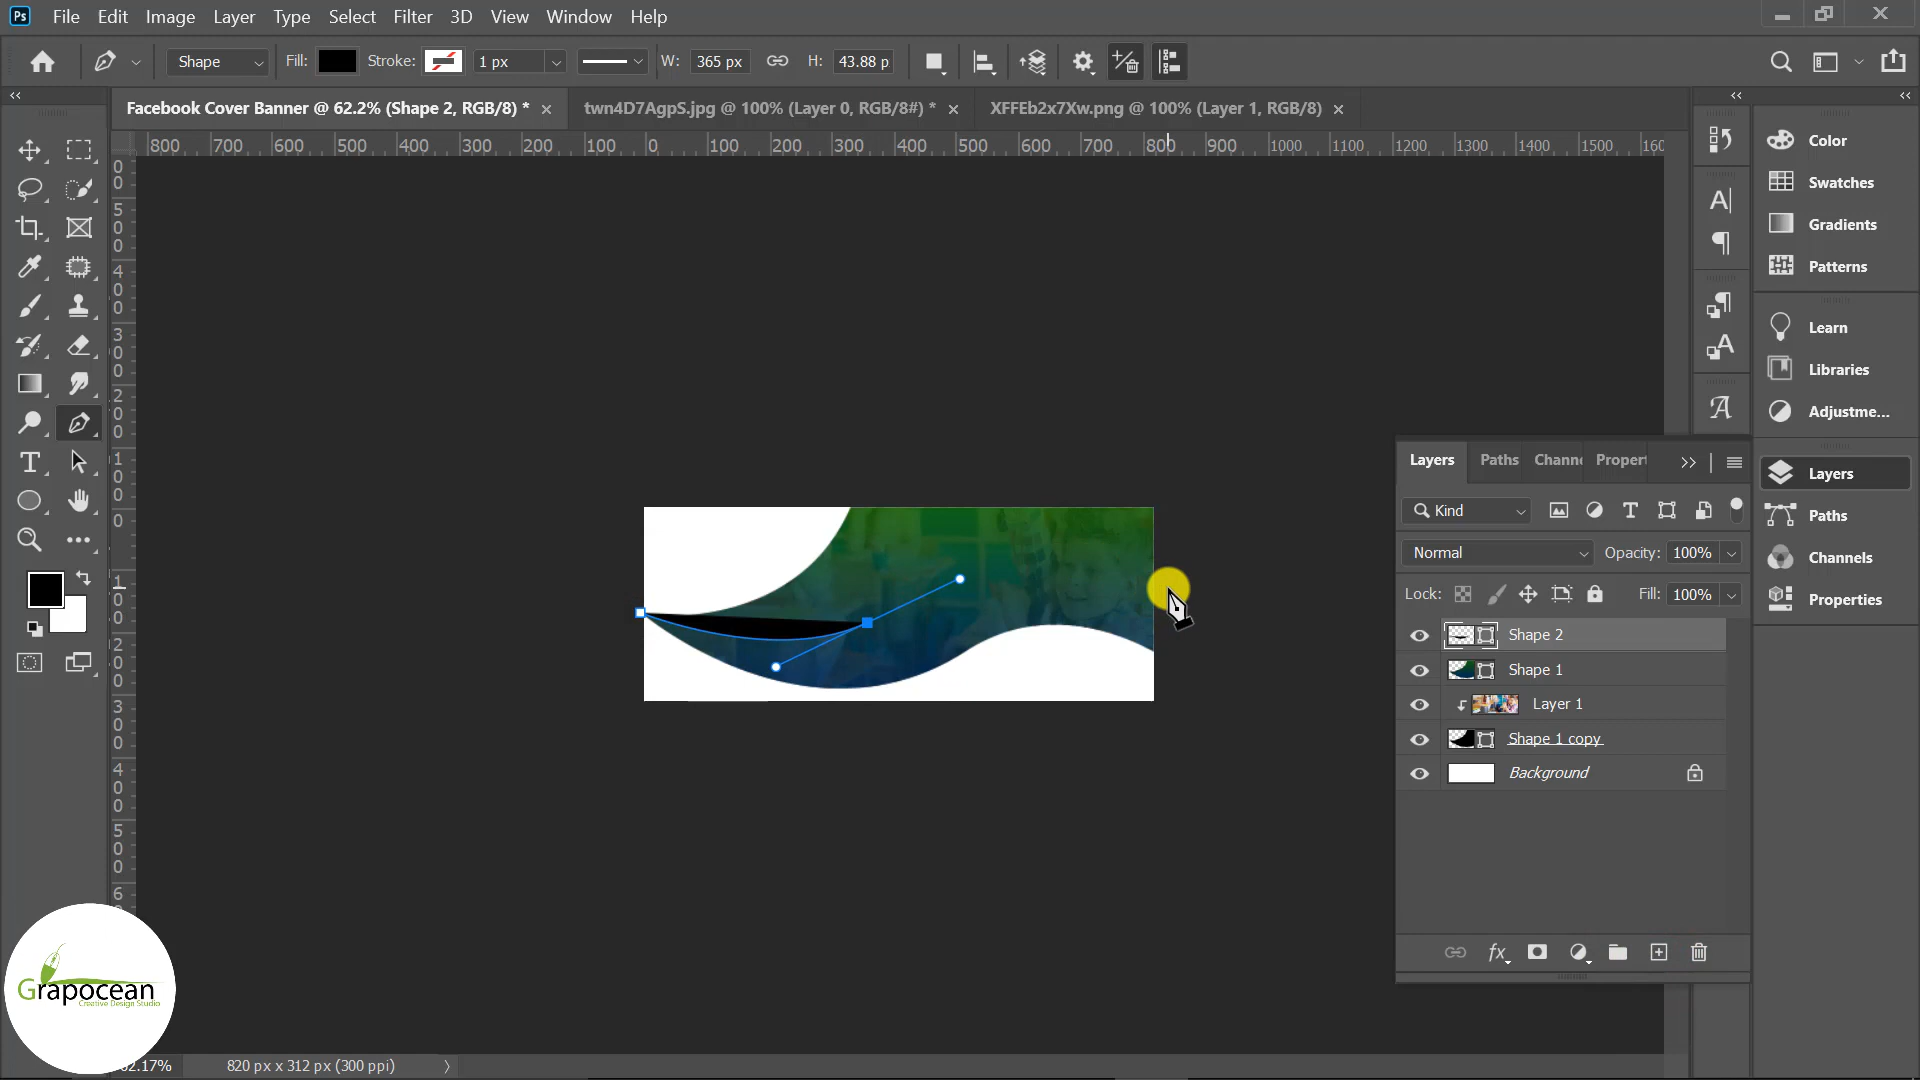 Ps File Edit Image Layer Type Select Filter 3D View Window Help
Shape Fill: Stroke: 1 px W: 365 px H: 43.88 p
Facebook Cover Banner @ 62.2% (Shape 2, RGB/8) * twn4D7AgpS.jpg @ 100% (Layer 0, RGB/8#) * XFFEb2x7Xw.png @ 100% (Layer 1, RGB/8)
800 700 600 500 400 300 200 100 0 100 200 300 400 500 600 700 800 900 1000 1100 1200 1300 1400 1500 160
Color
Swatches
Gradients
Patterns
Learn
Libraries
Adjustme...
Layers
Paths
Channels
Properties
Layers Paths Channe Propert
Kind
Normal Opacity: 100%
Lock: Fill: 100%
Shape 2
Shape 1
Layer 1
Shape 1 copy
Background
fx
Grapocean
Creative Design Studio
2.17% 820 px x 312 px (300 ppi)